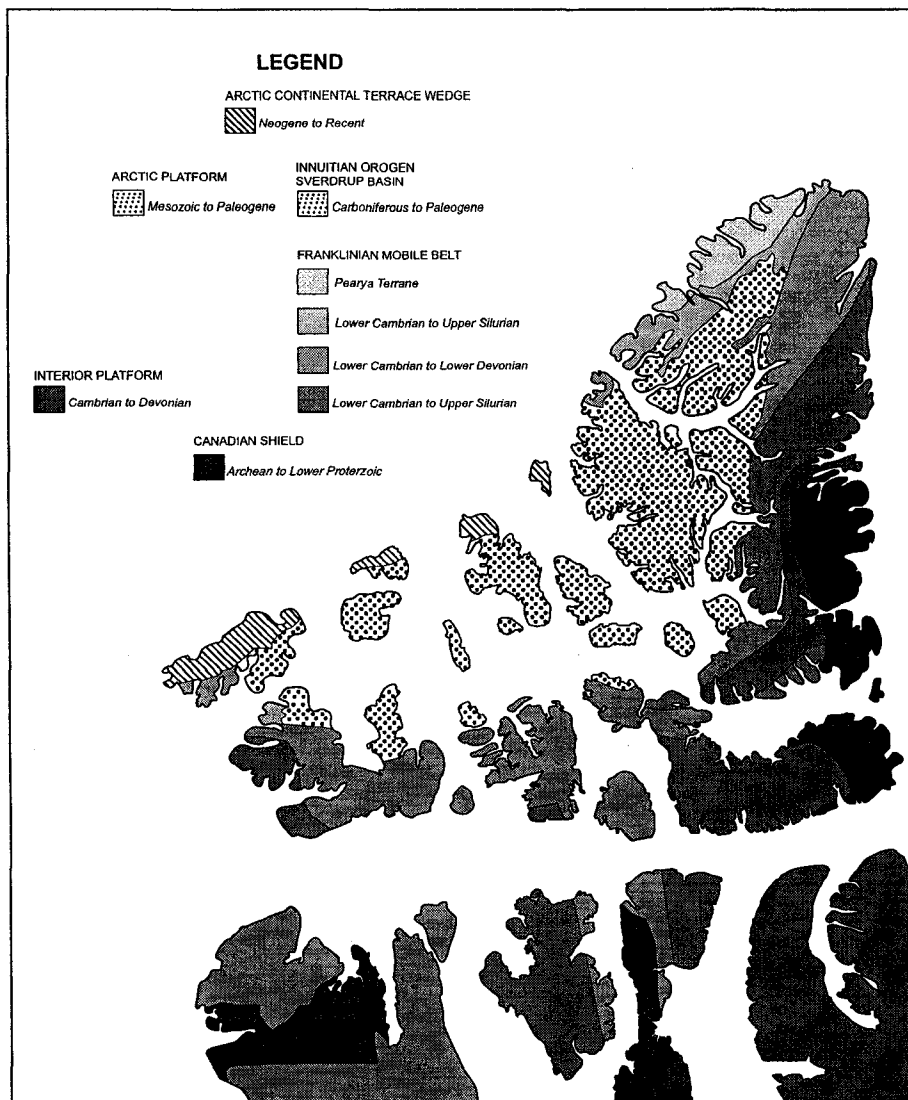 LEGEND
ARCTIC CONTINENTAL TERRACE WEDGE
Neogene to Recent
ARCTIC PLATFORM
Mesozoic to Paleogene
INNUITIAN OROGEN
SVERDRUP BASIN
Carboniferous to Paleogene
FRANKLINIAN MOBILE BELT
Pearya Terrane
Lower Cambrian to Upper Silurian
Lower Cambrian to Lower Devonian
Lower Cambrian to Upper Silurian
INTERIOR PLATFORM
Cambrian to Devonian
CANADIAN SHIELD
Archean to Lower Proterzoic